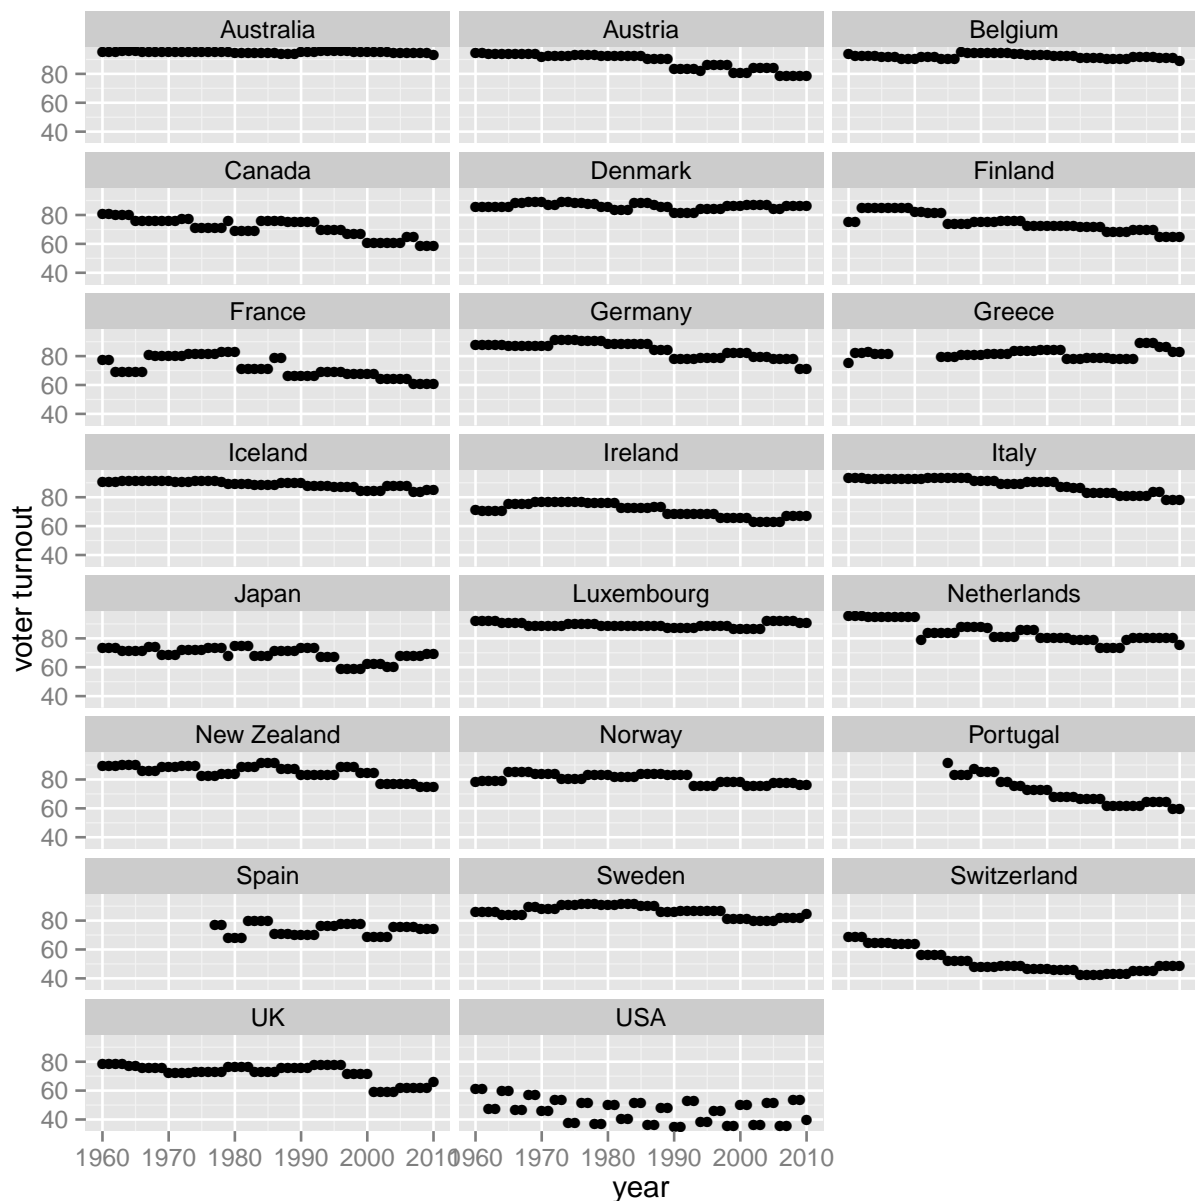 Australia Austria Belgium
80
60
40
Canada Denmark Finland
80
60
40
France Germany Greece
80
60
40
Iceland Ireland Italy
80
60
40
Japan Luxembourg Netherlands
80
60
40
New Zealand Norway Portugal
80
60
40
Spain Sweden Switzerland
80
60
40
UK USA
80
60
40
1960 1970 1980 1990 2000 2010 1960 1970 1980 1990 2000 2010
year
voter turnout